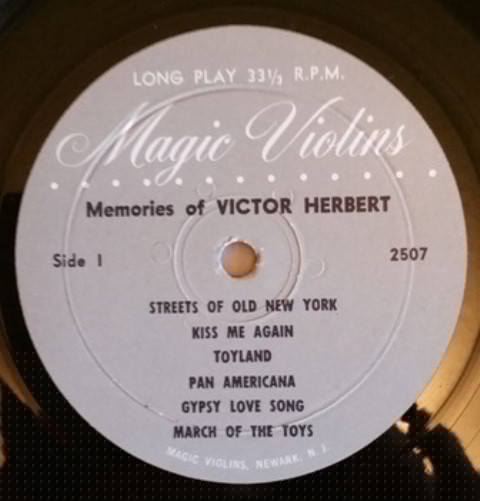 LONG PLAY 33⅓ R.P.M.
Magic Violins
Memories of VICTOR HERBERT
Side 1
2507
STREETS OF OLD NEW YORK
KISS ME AGAIN
TOYLAND
PAN AMERICANA
GYPSY LOVE SONG
MARCH OF THE TOYS
MAGIC VIOLINS, NEWARK, N. J.